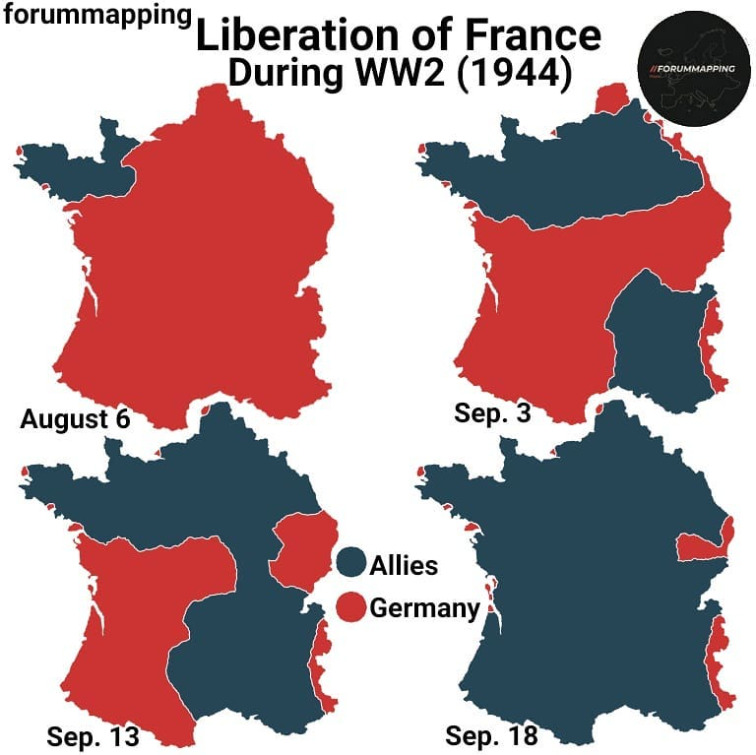 forummapping
Liberation of France
During WW2 (1944)
//FORUMMAPPING
August 6
Sep. 3
Allies
Germany
Sep. 13
Sep. 18